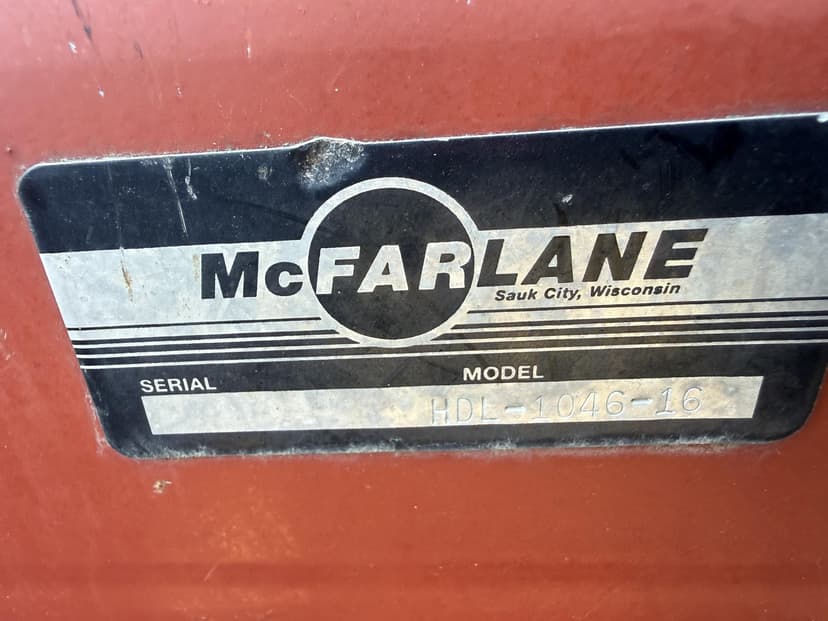 McFARLANE
Sauk City, Wisconsin
SERIAL MODEL
HDL-1046-16